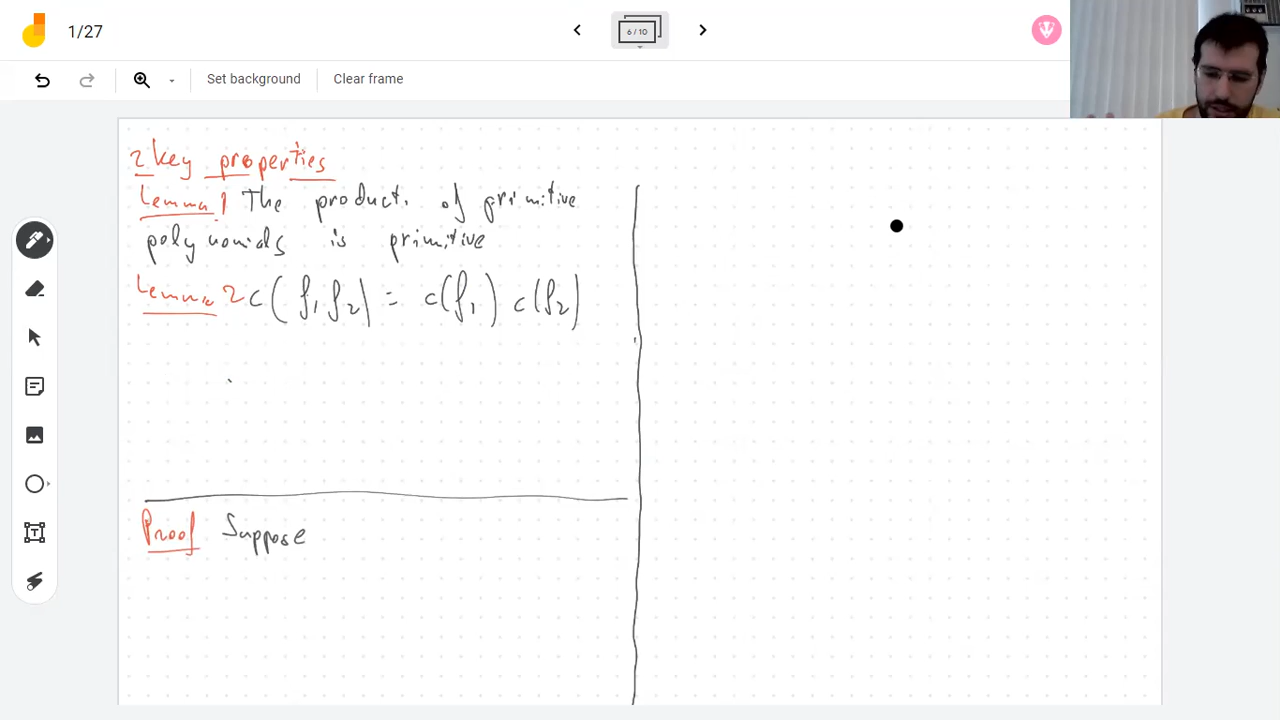 1/27
6 / 10
Set background
Clear frame
2 key properties
Lemma 1 The product of primitive
polynomials is primitive
Lemma 2 c(f₁f₂) = c(f₁) c(f₂)
Proof Suppose